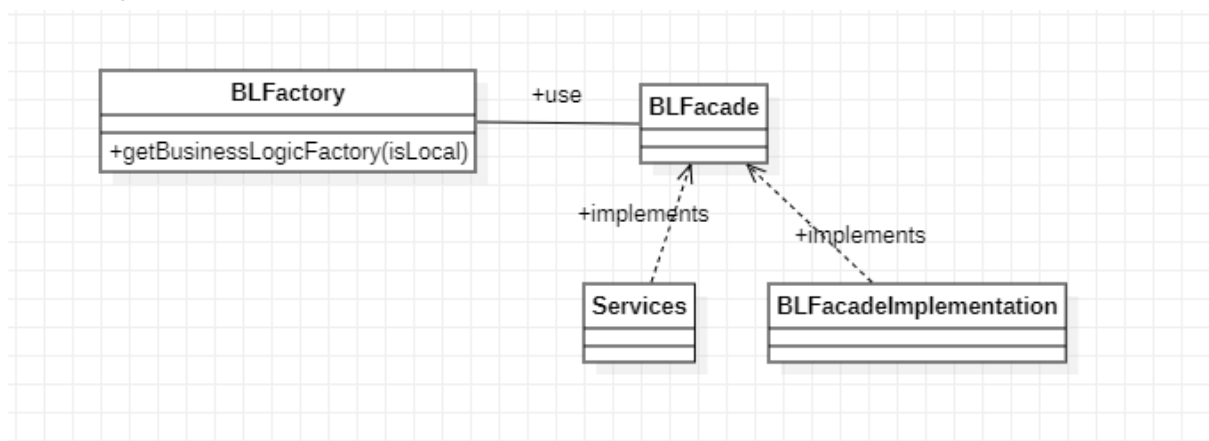 BLFactory
+use
BLFacade
+getBusinessLogicFactory(isLocal)
+implements
+implements
Services
BLFacadeImplementation